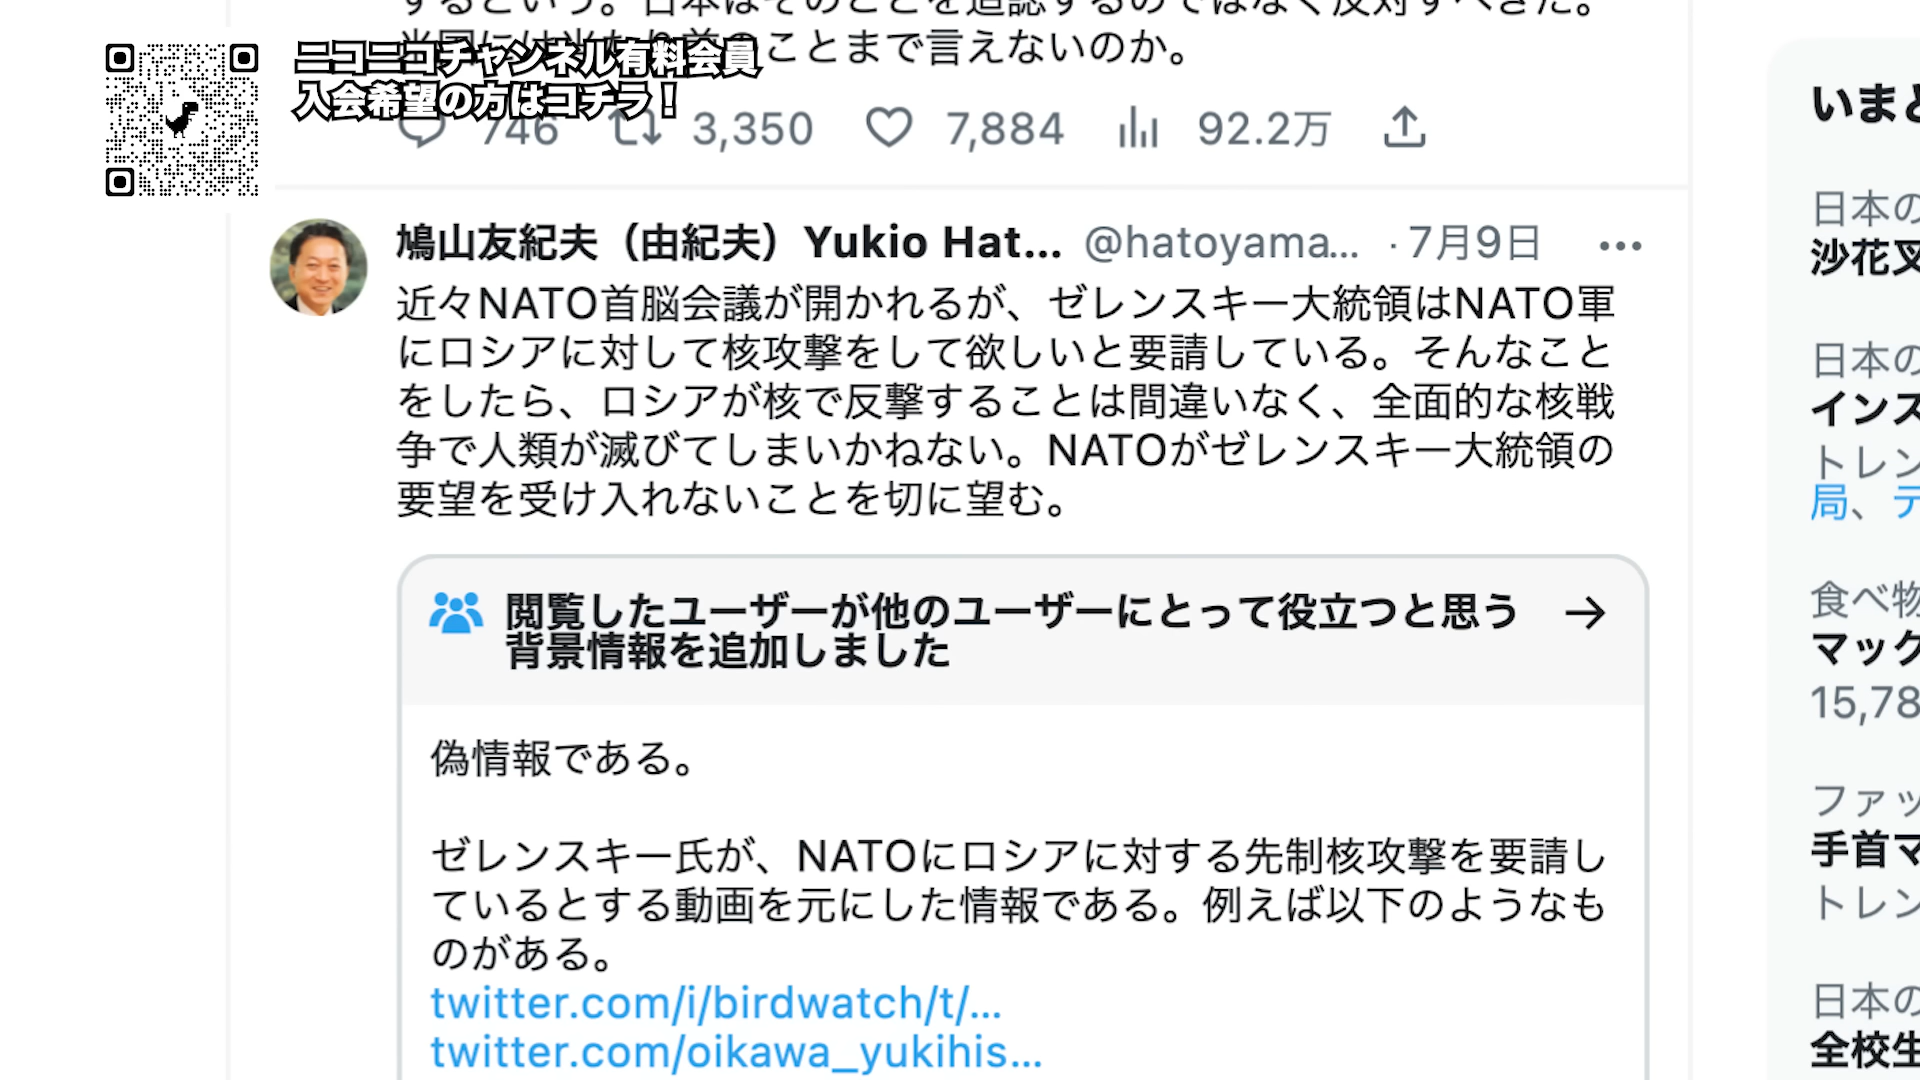 するという。日本はそのことを追認するのではなく反対すべきだ。
ことまで言えないのか。
ニコニコチャンネル有料会員
入会希望の方はコチラ！
746 3,350 7,884 92.2万
鳩山友紀夫（由紀夫）Yukio Hat... @hatoyama... · 7月9日
近々NATO首脳会議が開かれるが、ゼレンスキー大統領はNATO軍
にロシアに対して核攻撃をして欲しいと要請している。そんなこと
をしたら、ロシアが核で反撃することは間違いなく、全面的な核戦
争で人類が滅びてしまいかねない。NATOがゼレンスキー大統領の
要望を受け入れないことを切に望む。
閲覧したユーザーが他のユーザーにとって役立つと思う
背景情報を追加しました
偽情報である。
ゼレンスキー氏が、NATOにロシアに対する先制核攻撃を要請し
ているとする動画を元にした情報である。例えば以下のようなも
のがある。
twitter.com/i/birdwatch/t/...
twitter.com/oikawa_yukihis...
いまど
日本の
沙花叉
日本の
インス
トレン
局、テ
食べ物
マック
15,78
ファッ
手首マ
トレン
日本の
全校生